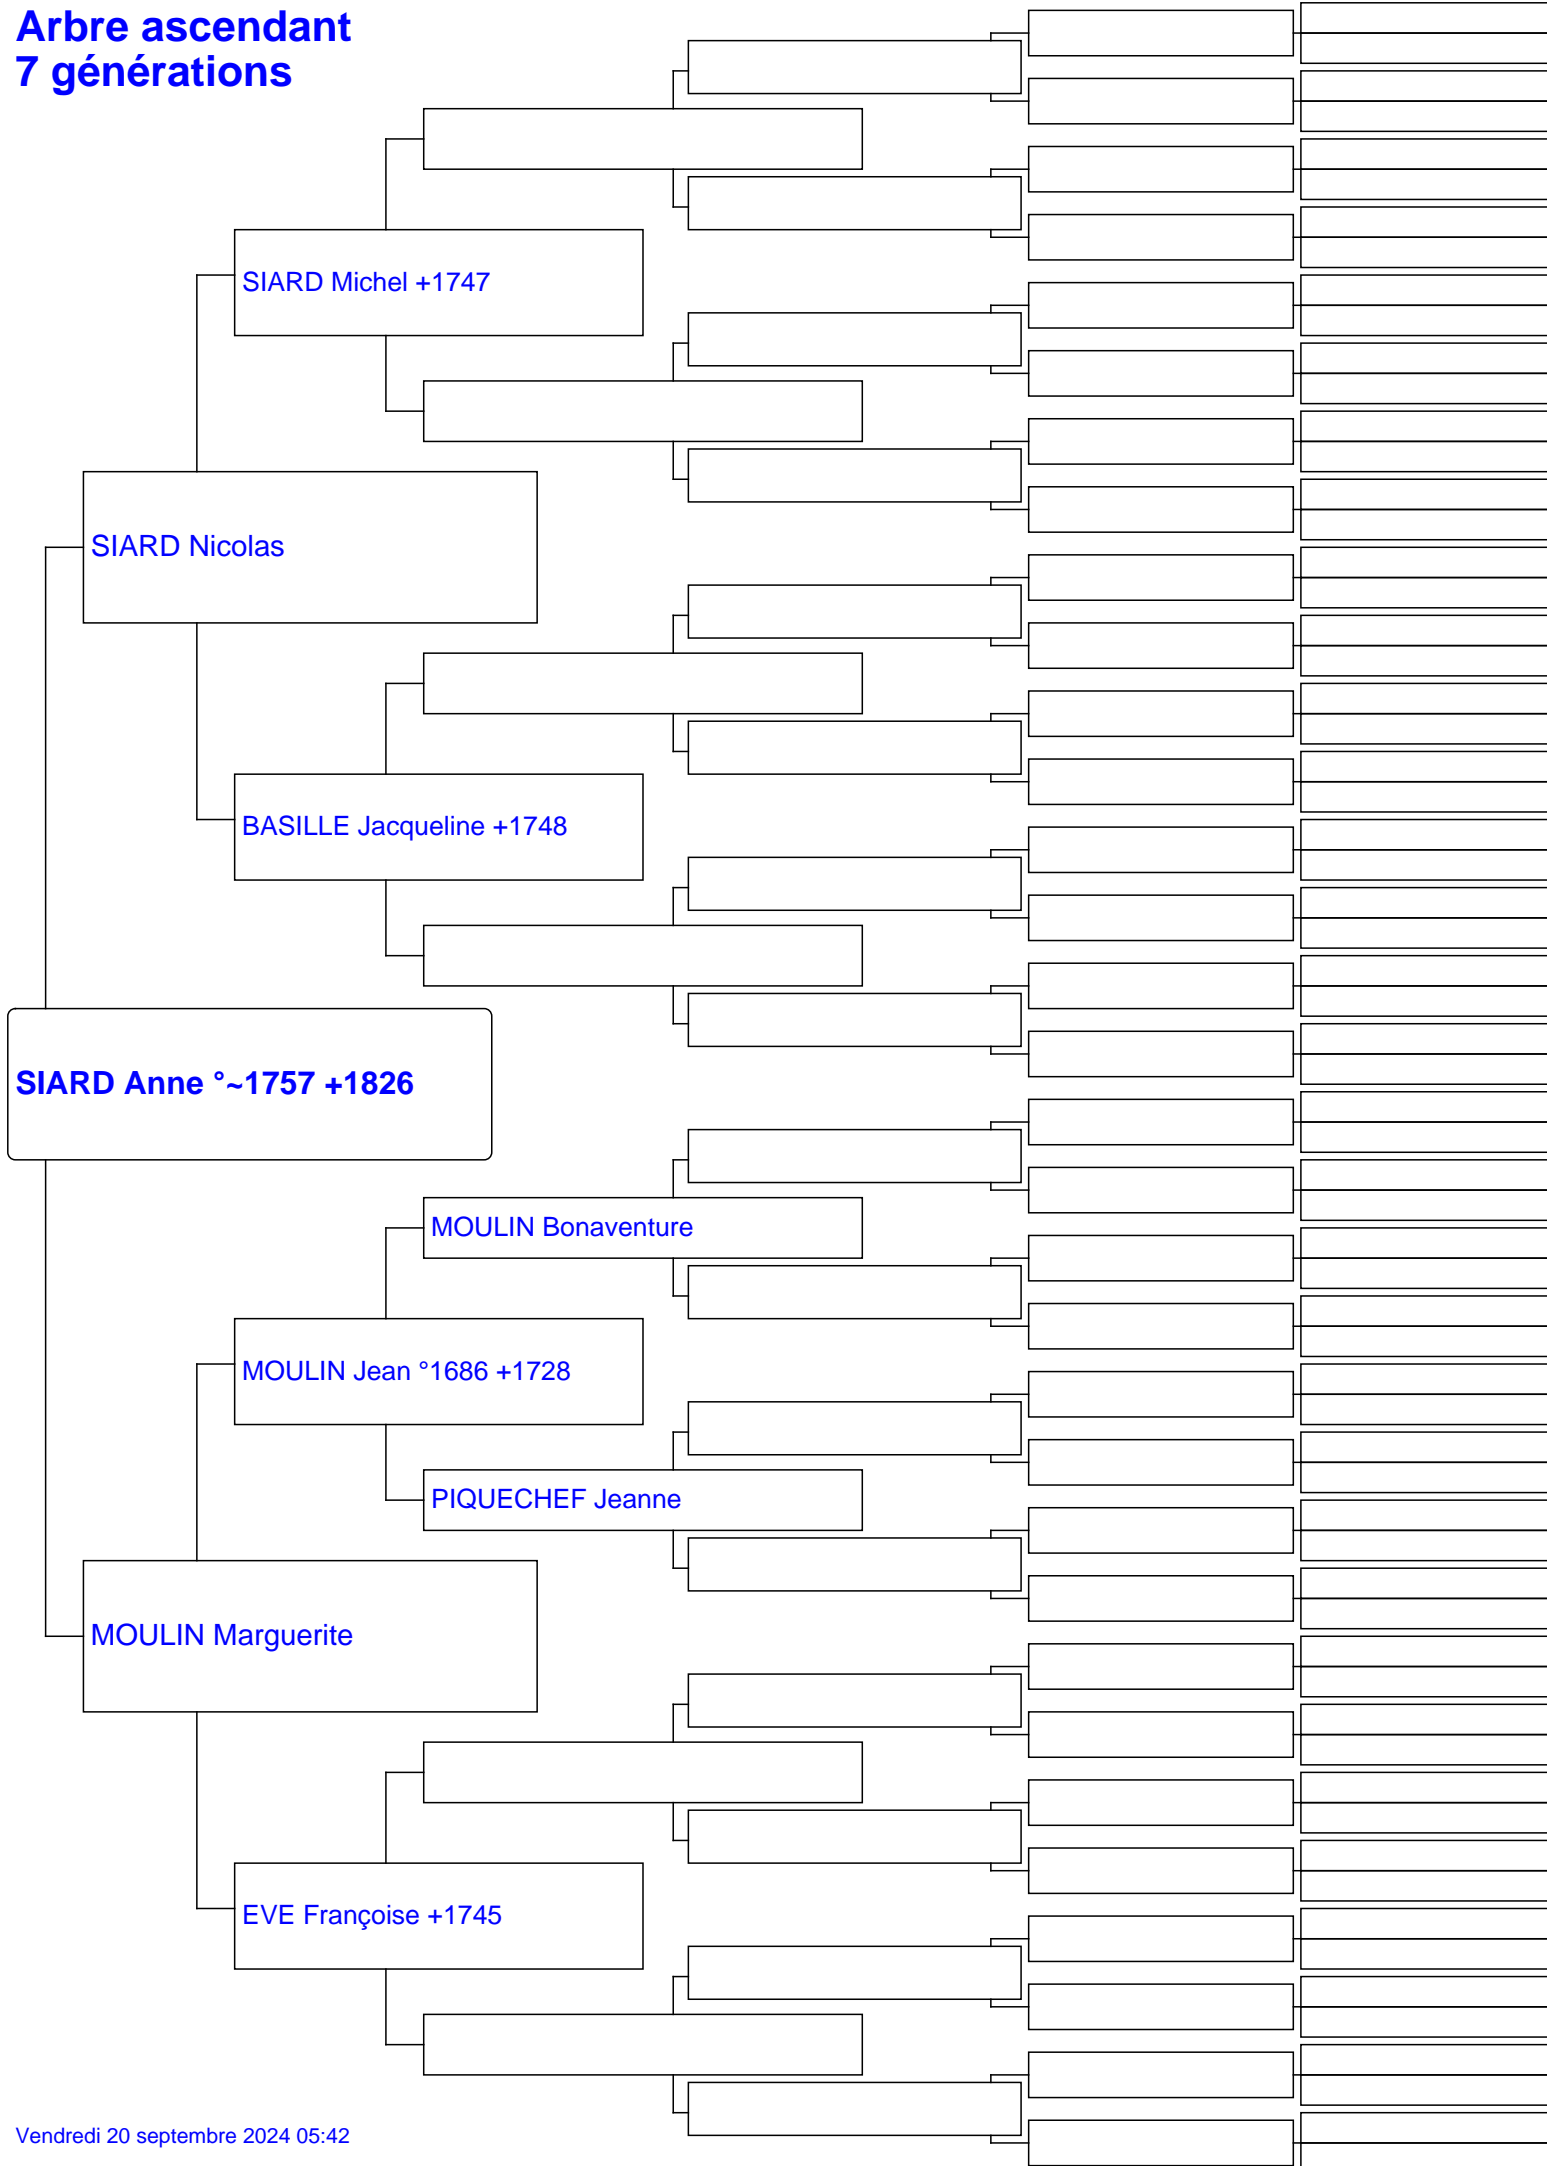 Arbre ascendant
7 générations
SIARD Michel +1747
SIARD Nicolas
BASILLE Jacqueline +1748
SIARD Anne °~1757 +1826
MOULIN Bonaventure
MOULIN Jean °1686 +1728
PIQUECHEF Jeanne
MOULIN Marguerite
EVE Françoise +1745
Vendredi 20 septembre 2024 05:42